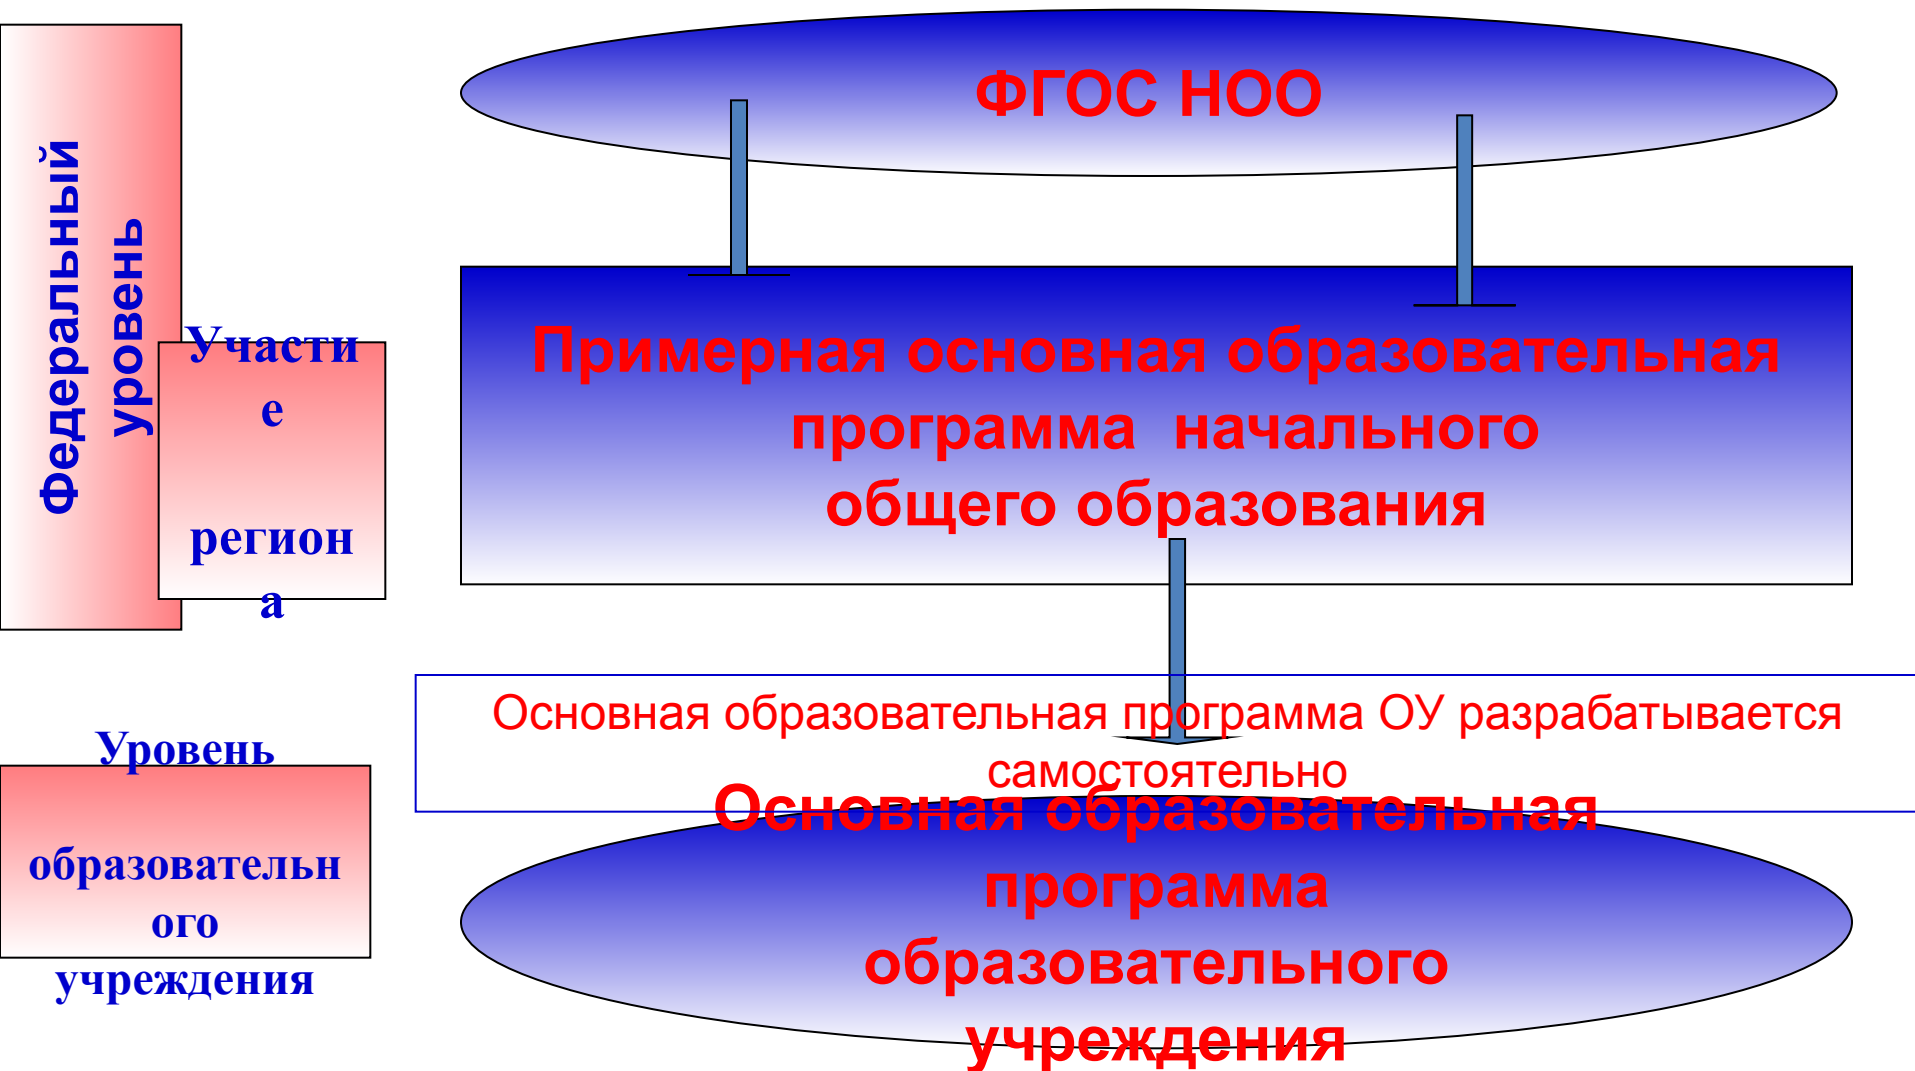 ФГОС НОО
Федеральный
уровень
Участи
е
регион
а
Примерная основная образовательная
программа начального
общего образования
Основная образовательная программа ОУ разрабатывается
самостоятельно
Уровень
образовательн
ого
учреждения
Основная образовательная
программа
образовательного
учреждения